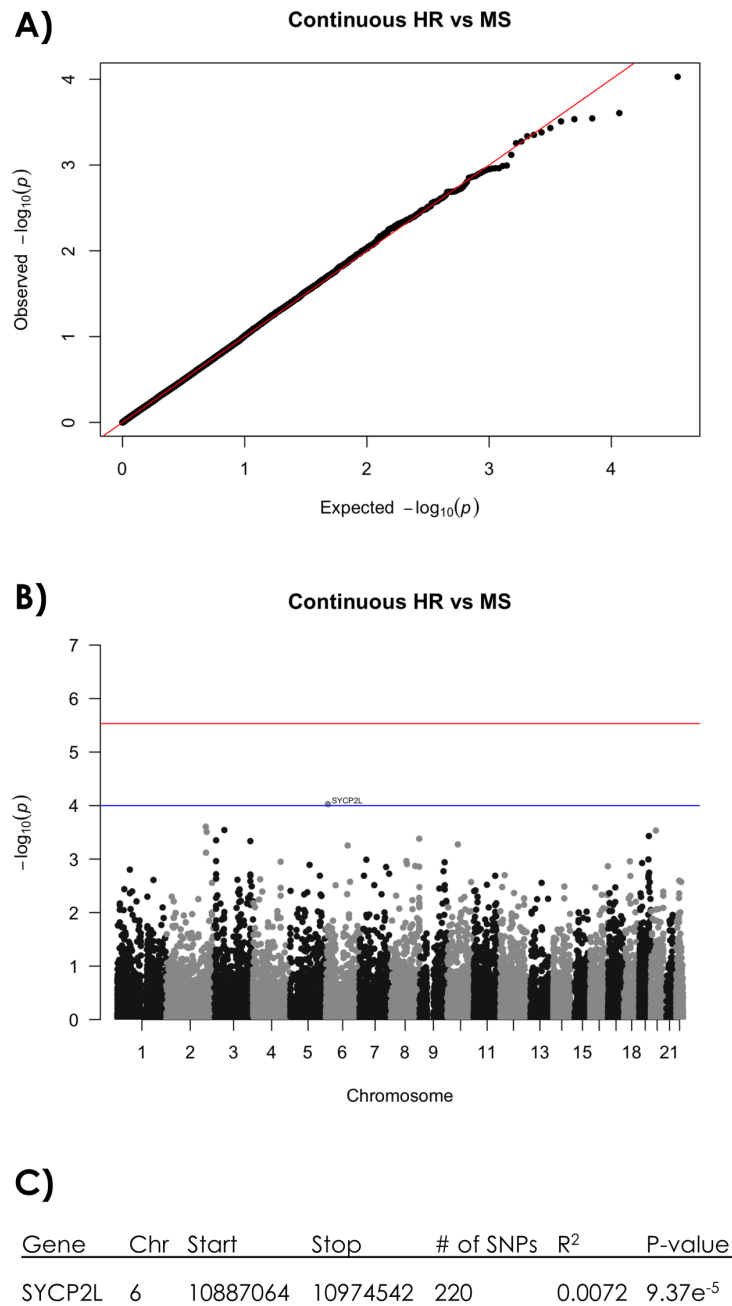 A)
Continuous HR vs MS
Observed −log10(p)
4
3
2
1
0
0 1 2 3 4
Expected −log10(p)
B)
Continuous HR vs MS
−log10(p)
7
6
5
4
3
2
1
0
SYCP2L
1 2 3 4 5 6 7 8 9 11 13 15 18 21
Chromosome
C)
Gene Chr Start Stop # of SNPs R² P-value
SYCP2L 6 10887064 10974542 220 0.0072 9.37e⁻⁵